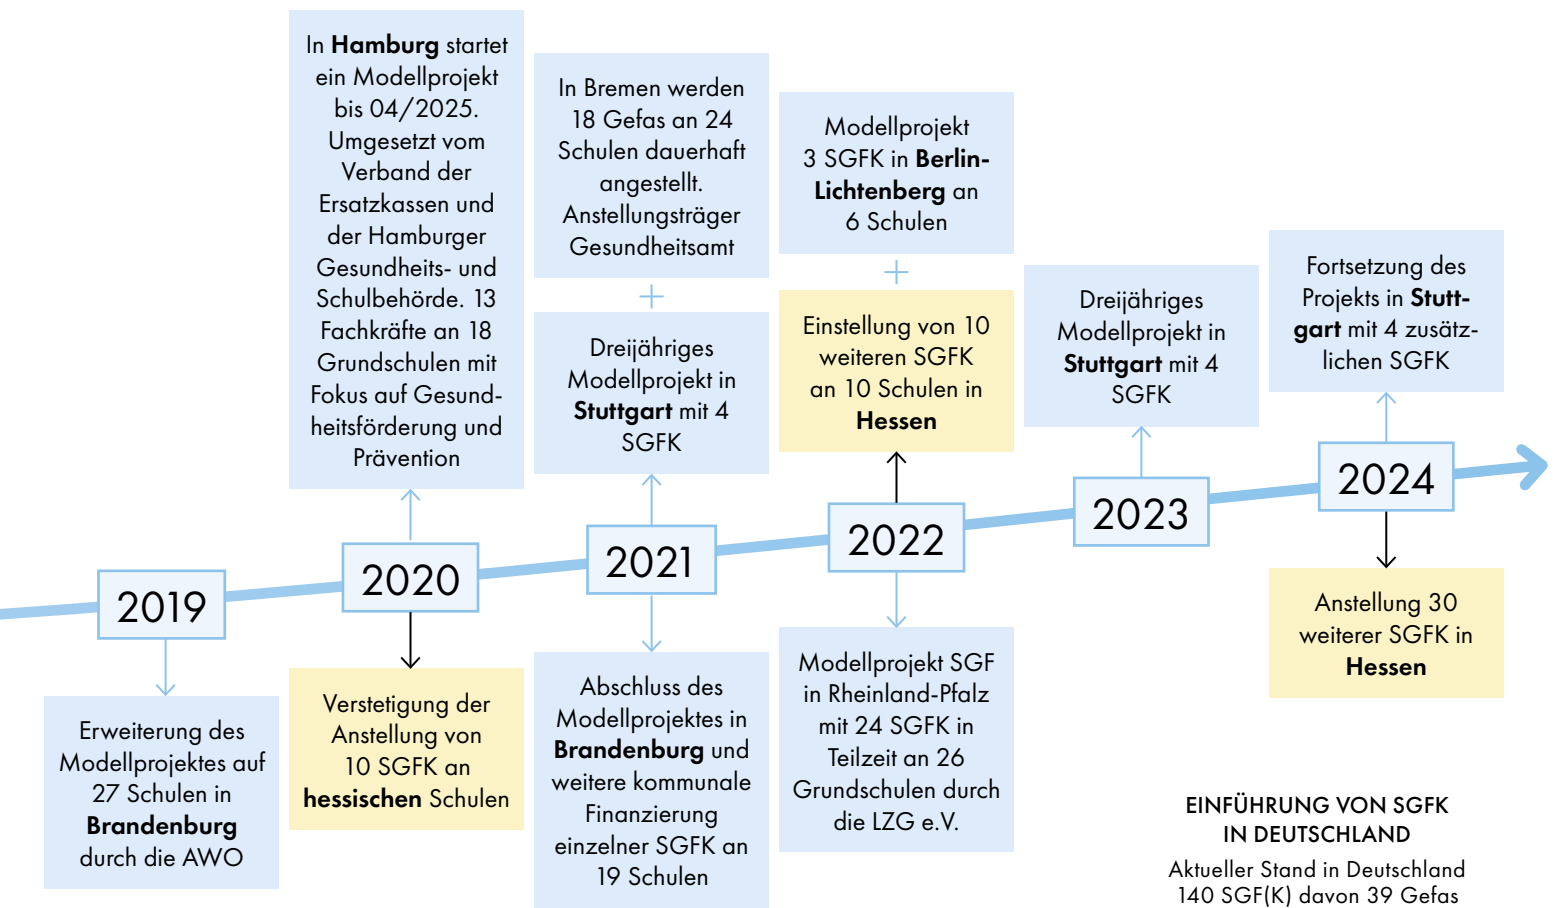 In Hamburg startet
ein Modellprojekt
bis 04/2025.
Umgesetzt vom
Verband der
Ersatzkassen und
der Hamburger
Gesundheits- und
Schulbehörde. 13
Fachkräfte an 18
Grundschulen mit
Fokus auf Gesund-
heitsförderung und
Prävention
In Bremen werden
18 Gefas an 24
Schulen dauerhaft
angestellt.
Anstellungsträger
Gesundheitsamt
+
Dreijähriges
Modellprojekt in
Stuttgart mit 4
SGFK
Modellprojekt
3 SGFK in Berlin-
Lichtenberg an
6 Schulen
+
Einstellung von 10
weiteren SGFK
an 10 Schulen in
Hessen
Dreijähriges
Modellprojekt in
Stuttgart mit 4
SGFK
Fortsetzung des
Projekts in Stutt-
gart mit 4 zusätz-
lichen SGFK
2019
2020
2021
2022
2023
2024
Erweiterung des
Modellprojektes auf
27 Schulen in
Brandenburg
durch die AWO
Verstetigung der
Anstellung von
10 SGFK an
hessischen Schulen
Abschluss des
Modellprojektes in
Brandenburg und
weitere kommunale
Finanzierung
einzelner SGFK an
19 Schulen
Modellprojekt SGF
in Rheinland-Pfalz
mit 24 SGFK in
Teilzeit an 26
Grundschulen durch
die LZG e.V.
Anstellung 30
weiterer SGFK in
Hessen
EINFÜHRUNG VON SGFK
IN DEUTSCHLAND
Aktueller Stand in Deutschland
140 SGF(K) davon 39 Gefas